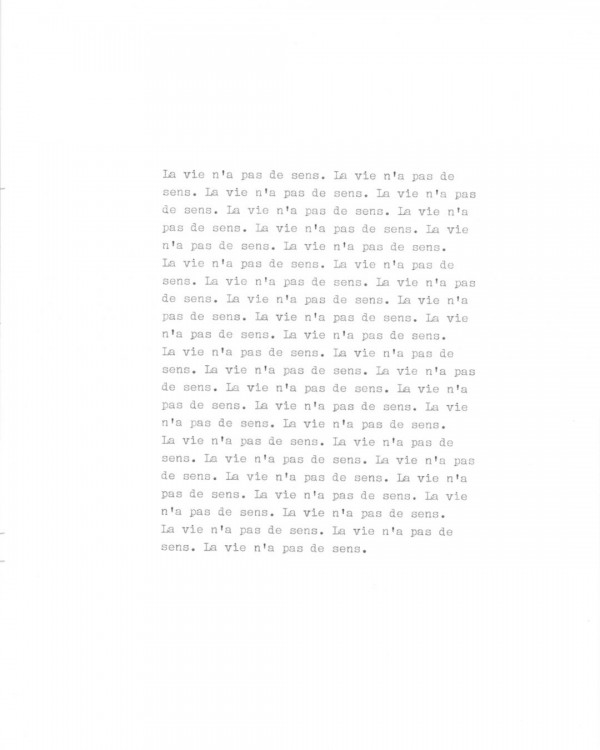 La vie n'a pas de sens. La vie n'a pas de
sens. La vie n'a pas de sens. La vie n'a pas
de sens. La vie n'a pas de sens. La vie n'a
pas de sens. La vie n'a pas de sens. La vie
n'a pas de sens. La vie n'a pas de sens.
La vie n'a pas de sens. La vie n'a pas de
sens. La vie n'a pas de sens. La vie n'a pas
de sens. La vie n'a pas de sens. La vie n'a
pas de sens. La vie n'a pas de sens. La vie
n'a pas de sens. La vie n'a pas de sens.
La vie n'a pas de sens. La vie n'a pas de
sens. La vie n'a pas de sens. La vie n'a pas
de sens. La vie n'a pas de sens. La vie n'a
pas de sens. La vie n'a pas de sens. La vie
n'a pas de sens. La vie n'a pas de sens.
La vie n'a pas de sens. La vie n'a pas de
sens. La vie n'a pas de sens. La vie n'a pas
de sens. La vie n'a pas de sens. La vie n'a
pas de sens. La vie n'a pas de sens. La vie
n'a pas de sens. La vie n'a pas de sens.
La vie n'a pas de sens. La vie n'a pas de
sens. La vie n'a pas de sens.